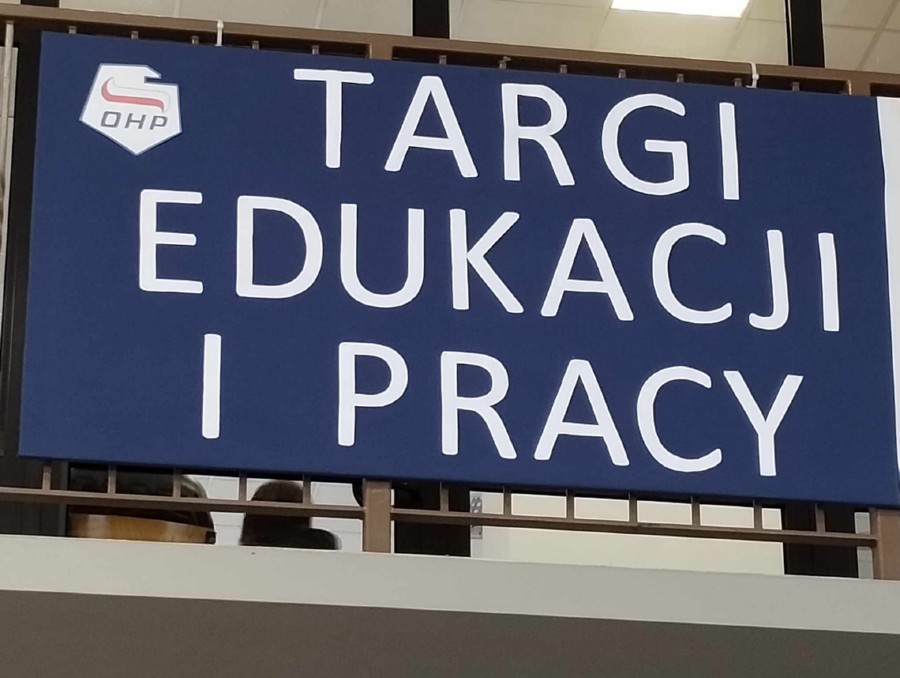 OHP
TARGI
EDUKACJI
I PRACY